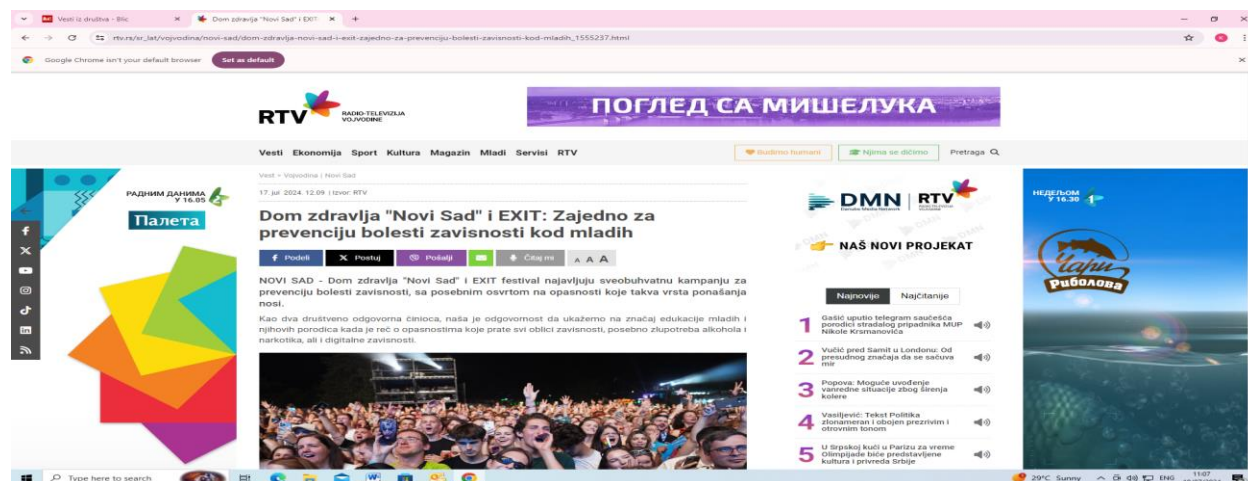 Vesti iz društva - Blic
Dom zdravlja "Novi Sad" i EXIT:
rtv.rs/sr_lat/vojvodina/novi-sad/dom-zdravlja-novi-sad-i-exit-zajedno-za-prevenciju-bolesti-zavisnosti-kod-mladih_1555237.html
Google Chrome isn't your default browser Set as default
RTV RADIO-TELEVIZIJA
VOJVODINE
ПОГЛЕД СА МИШЕЛУКА
Vesti Ekonomija Sport Kultura Magazin Mladi Servisi RTV
Budimo humani Njima se dičimo Pretraga
Vest > Vojvodina | Novi Sad
17. jul 2024. 12.09 | Izvor: RTV
Dom zdravlja "Novi Sad" i EXIT: Zajedno za
prevenciju bolesti zavisnosti kod mladih
Podeli Postuj Pošalji Čitaj mi A A A
NOVI SAD - Dom zdravlja "Novi Sad" i EXIT festival najavljuju sveobuhvatnu kampanju za
prevenciju bolesti zavisnosti, sa posebnim osvrtom na opasnosti koje takva vrsta ponašanja
nosi.
Kao dva društveno odgovorna činioca, naša je odgovornost da ukažemo na značaj edukacije mladih i
njihovih porodica kada je reč o opasnostima koje prate svi oblici zavisnosti, posebno zlupotreba alkohola i
narkotika, ali i digitalne zavisnosti.
РАДНИМ ДАНИМА
У 16.05 2
Палета
DMN RTV
NAŠ NOVI PROJEKAT
Najnovije Najčitanije
1 Gašić uputio telegram saučešća
porodici stradalog pripadnika MUP
Nikole Krsmanovića
2 Vučić pred Samit u Londonu: Od
presudnog značaja da se sačuva
mir
3 Popova: Moguće uvođenje
vanredne situacije zbog širenja
kolere
4 Vasiljević: Tekst Politika
zlonameran i obojen prezrivim i
otrovnim tonom
5 U Srpskoj kući u Parizu za vreme
Olimpijade biće predstavljene
kultura i privreda Srbije
НЕДЕЉОМ
У 16.30 1
Чари
Риболова
Type here to search
29°C Sunny ENG 11:07